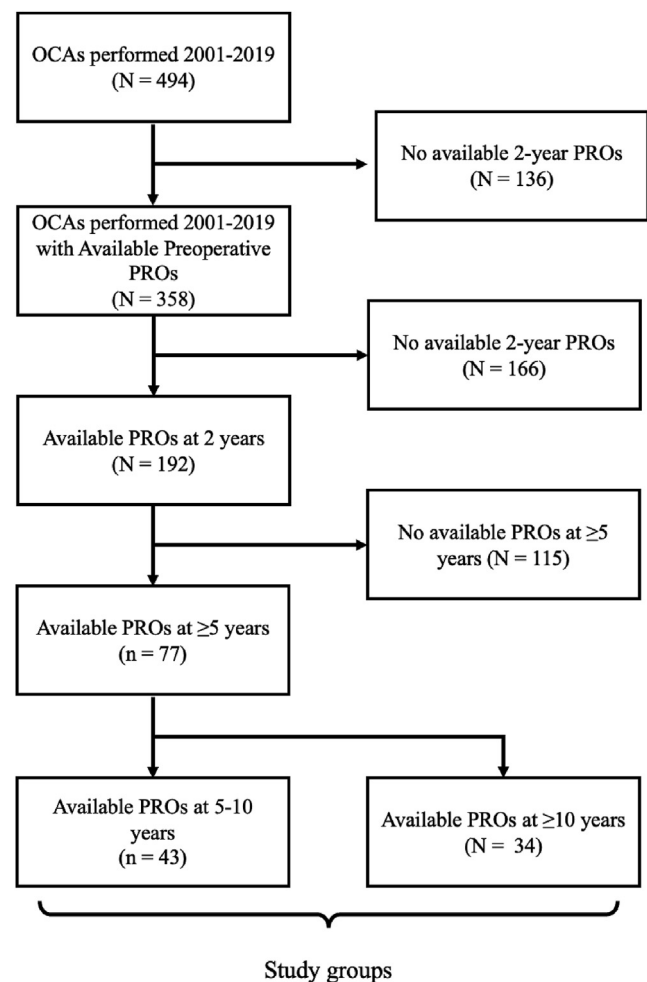 OCAs performed 2001-2019
(N = 494)
No available 2-year PROs
(N = 136)
OCAs performed 2001-2019
with Available Preoperative
PROs
(N = 358)
No available 2-year PROs
(N = 166)
Available PROs at 2 years
(N = 192)
No available PROs at ≥5
years (N = 115)
Available PROs at ≥5 years
(n = 77)
Available PROs at 5-10
years
(n = 43)
Available PROs at ≥10 years
(N = 34)
Study groups